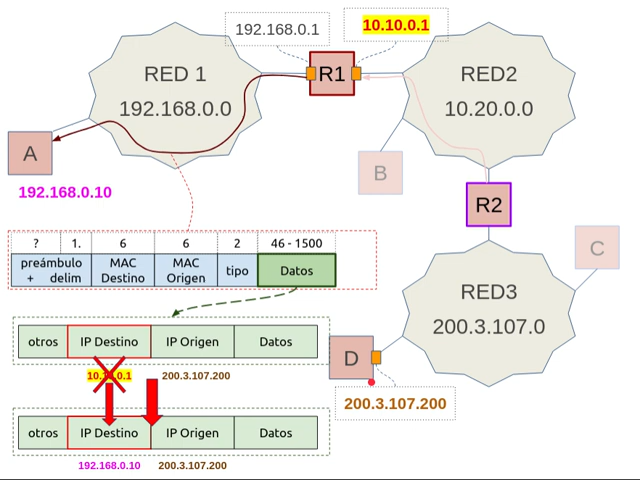 192.168.0.1
10.10.0.1
RED 1
192.168.0.0
R1
RED2
10.20.0.0
A
192.168.0.10
B
R2
C
? 1. 6 6 2 46 - 1500
preámbulo + delim
MAC Destino
MAC Origen
tipo
Datos
RED3
200.3.107.0
otros IP Destino IP Origen Datos
D
200.3.107.200
200.3.107.200
otros IP Destino IP Origen Datos
192.168.0.10 200.3.107.200